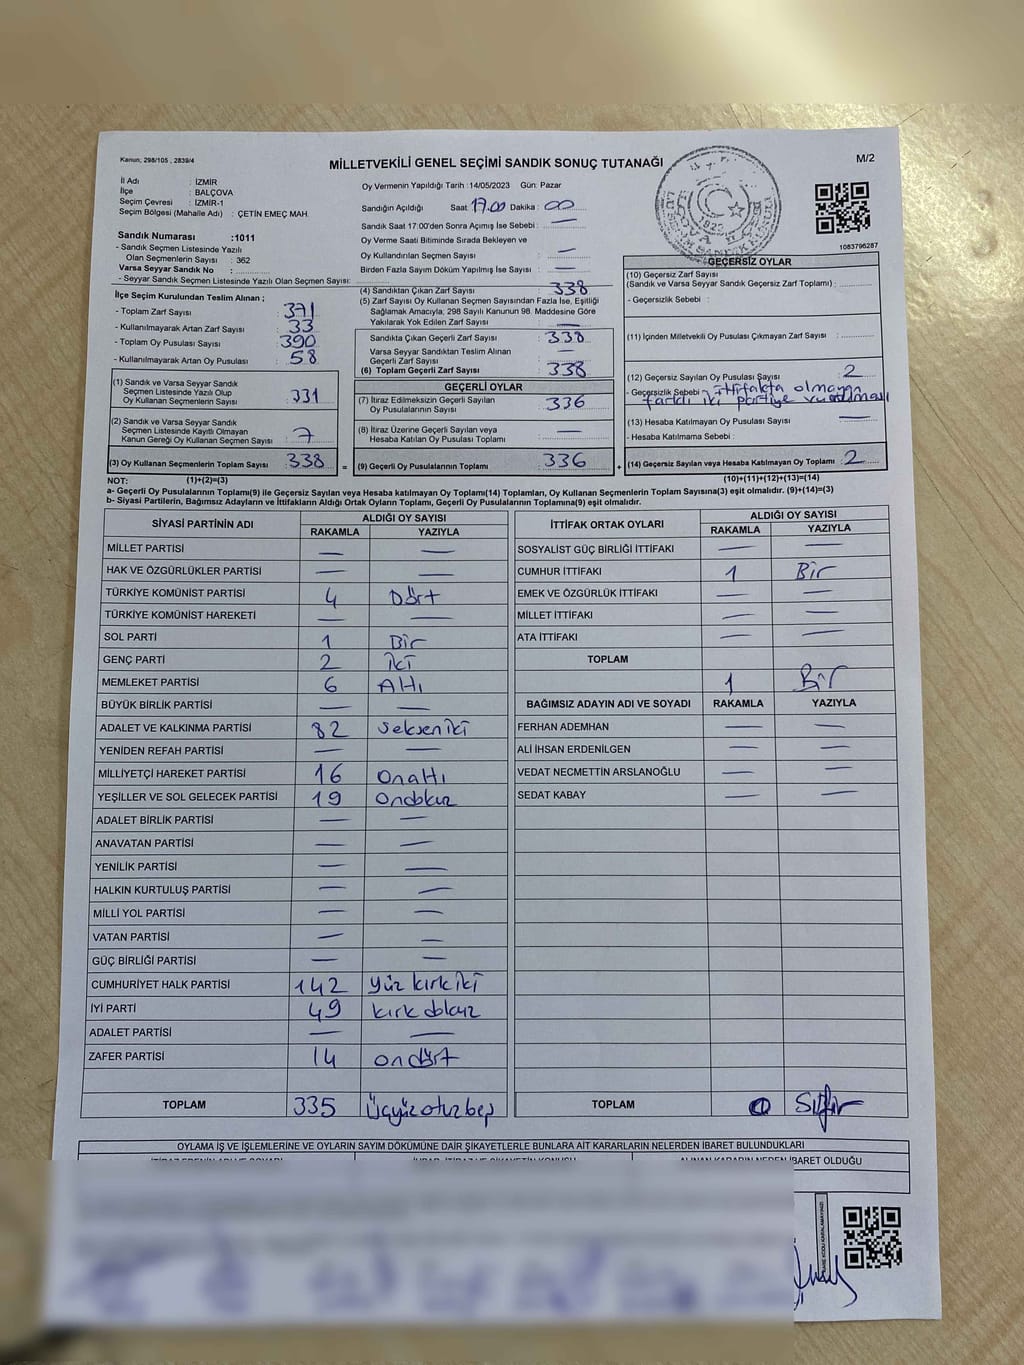 Kanun; 298/105 , 2839/4
MİLLETVEKİLİ GENEL SEÇİMİ SANDIK SONUÇ TUTANAĞI
M/2
İl Adı : İZMİR
İlçe : BALÇOVA
Seçim Çevresi : İZMİR-1
Seçim Bölgesi (Mahalle Adı) : ÇETİN EMEÇ MAH.
Sandık Numarası :1011
- Sandık Seçmen Listesinde Yazılı
Olan Seçmenlerin Sayısı : 362
Varsa Seyyar Sandık No :
- Seyyar Sandık Seçmen Listesinde Yazılı Olan Seçmen Sayısı:
İlçe Seçim Kurulundan Teslim Alınan ;
- Toplam Zarf Sayısı : 371
- Kullanılmayarak Artan Zarf Sayısı : 33
- Toplam Oy Pusulası Sayısı : 390
- Kullanılmayarak Artan Oy Pusulası : 58
(1) Sandık ve Varsa Seyyar Sandık
Seçmen Listesinde Yazılı Olup
Oy Kullanan Seçmenlerin Sayısı : 331
(2) Sandık ve Varsa Seyyar Sandık
Seçmen Listesinde Kayıtlı Olmayan
Kanun Gereği Oy Kullanan Seçmen Sayısı : 7
(3) Oy Kullanan Seçmenlerin Toplam Sayısı : 338
Oy Vermenin Yapıldığı Tarih : 14/05/2023 Gün: Pazar
Sandığın Açıldığı Saat : 17.00 Dakika : 00
Sandık Saat 17:00'den Sonra Açımış İse Sebebi : —
Oy Verme Saati Bitiminde Sırada Bekleyen ve
Oy Kullandırılan Seçmen Sayısı : —
Birden Fazla Sayım Döküm Yapılmış İse Sayısı : —
(4) Sandıktan Çıkan Zarf Sayısı : 338
(5) Zarf Sayısı Oy Kullanan Seçmen Sayısından Fazla İse, Eşitliği
Sağlamak Amacıyla, 298 Sayılı Kanunun 98. Maddesine Göre
Yakılarak Yok Edilen Zarf Sayısı : —
Sandıkta Çıkan Geçerli Zarf Sayısı : 338
Varsa Seyyar Sandıktan Teslim Alınan
Geçerli Zarf Sayısı : —
(6) Toplam Geçerli Zarf Sayısı : 338
GEÇERLİ OYLAR
(7) İtiraz Edilmeksizin Geçerli Sayılan
Oy Pusulalarının Sayısı : 336
(8) İtiraz Üzerine Geçerli Sayılan veya
Hesaba Katılan Oy Pusulası Toplamı : —
= (9) Geçerli Oy Pusulalarının Toplamı : 336 +
1083796287
GEÇERSİZ OYLAR
(10) Geçersiz Zarf Sayısı
(Sandık ve Varsa Seyyar Sandık Geçersiz Zarf Toplamı) :
- Geçersizlik Sebebi :
(11) İçinden Milletvekili Oy Pusulası Çıkmayan Zarf Sayısı :
(12) Geçersiz Sayılan Oy Pusulası Sayısı : 2
- Geçersizlik Sebebi : ittifakta olmayan
farklı iki partiye vurulması
(13) Hesaba Katılmayan Oy Pusulası Sayısı : —
- Hesaba Katılmama Sebebi :
(14) Geçersiz Sayılan veya Hesaba Katılmayan Oy Toplamı : 2
NOT: (1)+(2)=(3) (10)+(11)+(12)+(13)=(14)
a- Geçerli Oy Pusulalarının Toplamı(9) ile Geçersiz Sayılan veya Hesaba katılmayan Oy Toplamı(14) Toplamları, Oy Kullanan Seçmenlerin Toplam Sayısına(3) eşit olmalıdır. (9)+(14)=(3)
b- Siyasi Partilerin, Bağımsız Adayların ve İttifakların Aldığı Ortak Oyların Toplamı, Geçerli Oy Pusulalarının Toplamına(9) eşit olmalıdır.
SİYASİ PARTİNİN ADI ALDIĞI OY SAYISI
RAKAMLA YAZIYLA
MİLLET PARTİSİ — —
HAK VE ÖZGÜRLÜKLER PARTİSİ — —
TÜRKİYE KOMÜNİST PARTİSİ 4 Dört
TÜRKİYE KOMÜNİST HAREKETİ — —
SOL PARTİ 1 Bir
GENÇ PARTİ 2 iki
MEMLEKET PARTİSİ 6 Altı
BÜYÜK BİRLİK PARTİSİ — —
ADALET VE KALKINMA PARTİSİ 82 sekseniki
YENİDEN REFAH PARTİSİ — —
MİLLİYETÇİ HAREKET PARTİSİ 16 onaltı
YEŞİLLER VE SOL GELECEK PARTİSİ 19 ondokuz
ADALET BİRLİK PARTİSİ — —
ANAVATAN PARTİSİ — —
YENİLİK PARTİSİ — —
HALKIN KURTULUŞ PARTİSİ — —
MİLLİ YOL PARTİSİ — —
VATAN PARTİSİ — —
GÜÇ BİRLİĞİ PARTİSİ — —
CUMHURİYET HALK PARTİSİ 142 yüz kırk iki
İYİ PARTİ 49 kırk dokuz
ADALET PARTİSİ — —
ZAFER PARTİSİ 14 ondört
TOPLAM 335 Üçyüzotuzbeş
İTTİFAK ORTAK OYLARI ALDIĞI OY SAYISI
RAKAMLA YAZIYLA
SOSYALİST GÜÇ BİRLİĞİ İTTİFAKI — —
CUMHUR İTTİFAKI 1 Bir
EMEK VE ÖZGÜRLÜK İTTİFAKI — —
MİLLET İTTİFAKI — —
ATA İTTİFAKI — —
TOPLAM 1 Bir
BAĞIMSIZ ADAYIN ADI VE SOYADI RAKAMLA YAZIYLA
FERHAN ADEMHAN — —
ALİ İHSAN ERDENİLGEN — —
VEDAT NECMETTİN ARSLANOĞLU — —
SEDAT KABAY — —
TOPLAM 0 Sıfır
OYLAMA İŞ VE İŞLEMLERİNE VE OYLARIN SAYIM DÖKÜMÜNE DAİR ŞİKAYETLERLE BUNLARA AİT KARARLARIN NELERDEN İBARET BULUNDUKLARI
ALINAN KARARIN NEDEN İBARET OLDUĞU